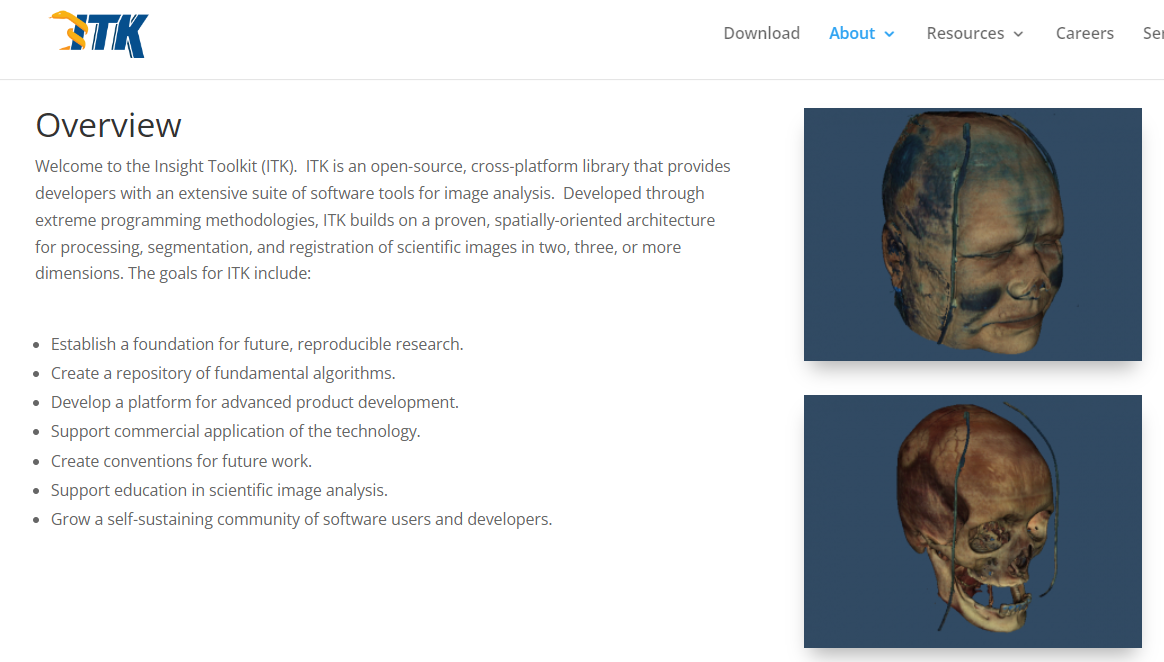 ITK
Download About Resources Careers
Overview
Welcome to the Insight Toolkit (ITK).  ITK is an open-source, cross-platform library that provides
developers with an extensive suite of software tools for image analysis.  Developed through
extreme programming methodologies, ITK builds on a proven, spatially-oriented architecture
for processing, segmentation, and registration of scientific images in two, three, or more
dimensions. The goals for ITK include:
Establish a foundation for future, reproducible research.
Create a repository of fundamental algorithms.
Develop a platform for advanced product development.
Support commercial application of the technology.
Create conventions for future work.
Support education in scientific image analysis.
Grow a self-sustaining community of software users and developers.